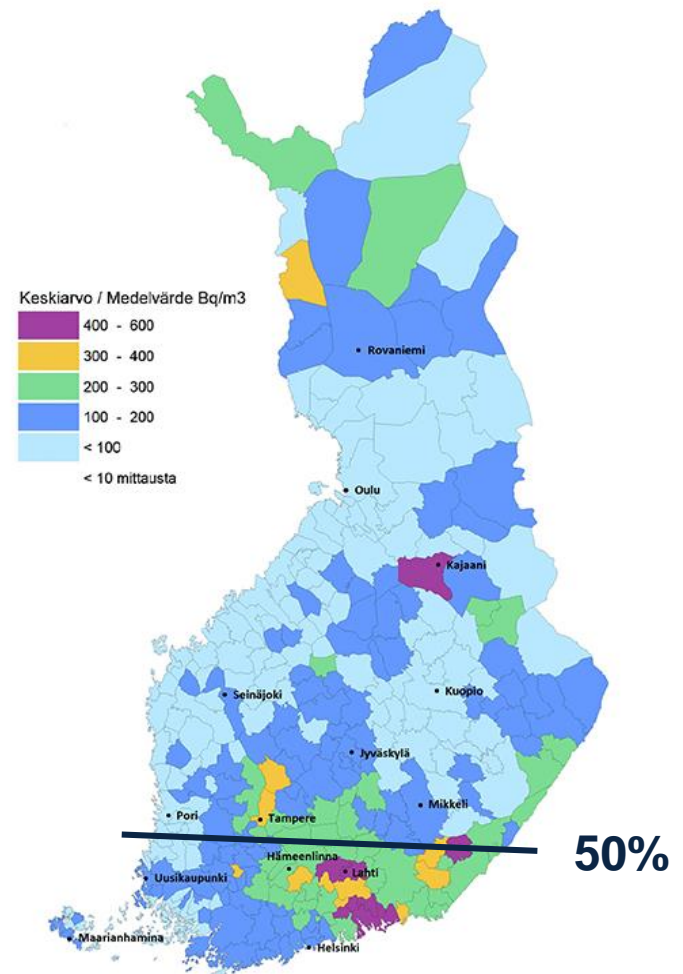 Keskiarvo / Medelvärde Bq/m3
400 - 600
300 - 400
200 - 300
100 - 200
< 100
< 10 mittausta
Rovaniemi
Oulu
Kajaani
Seinäjoki
Kuopio
Jyväskylä
Mikkeli
Pori
Tampere
50%
Hämeenlinna
Lahti
Uusikaupunki
Maarianhamina
Helsinki